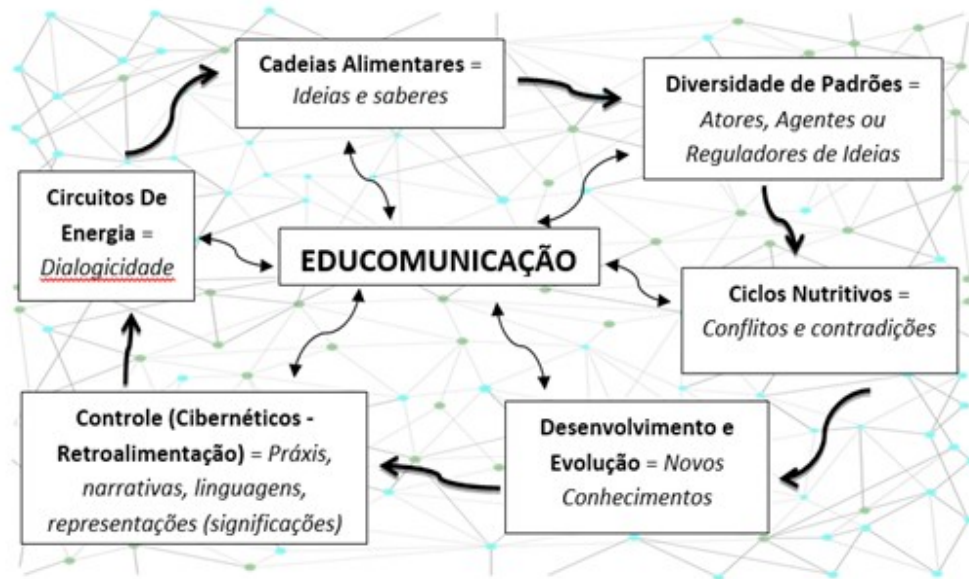 Cadeias Alimentares =
Ideias e saberes
Diversidade de Padrões =
Atores, Agentes ou
Reguladores de Ideias
Circuitos De
Energia =
Dialogicidade
EDUCOMUNICAÇÃO
Ciclos Nutritivos =
Conflitos e contradições
Controle (Cibernéticos -
Retroalimentação) = Práxis,
narrativas, linguagens,
representações (significações)
Desenvolvimento e
Evolução = Novos
Conhecimentos